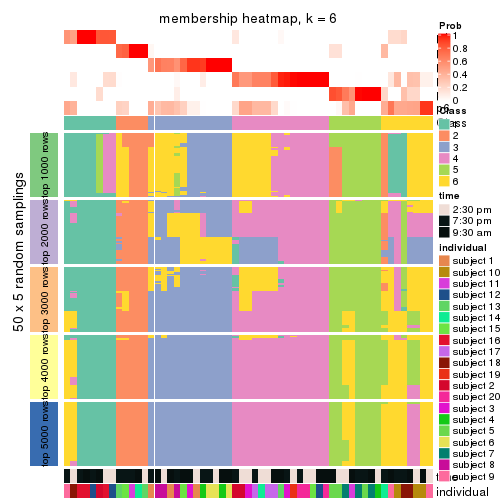 membership heatmap, k = 6
50 x 5 random samplings
top 1000 rows
top 2000 rows
top 3000 rows
top 4000 rows
top 5000 rows
Prob
1
0.8
0.6
0.4
0.2
0
Class
1
2
3
4
5
6
time
2:30 pm
7:30 pm
9:30 am
individual
subject 1
subject 10
subject 11
subject 12
subject 13
subject 14
subject 15
subject 16
subject 17
subject 18
subject 19
subject 2
subject 20
subject 3
subject 4
subject 5
subject 6
subject 7
subject 8
subject 9
individual